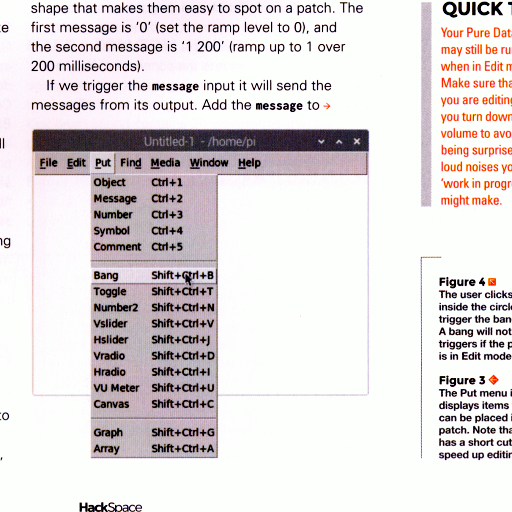 shape that makes them easy to spot on a patch. The
first message is '0' (set the ramp level to 0), and
the second message is '1 200' (ramp up to 1 over
200 milliseconds).
If we trigger the message input it will send the
messages from its output. Add the message to →
Untitled-1 - /home/pi
File Edit Put Find Media Window Help
Object Ctrl+1
Message Ctrl+2
Number Ctrl+3
Symbol Ctrl+4
Comment Ctrl+5
Bang Shift+Ctrl+B
Toggle Shift+Ctrl+T
Number2 Shift+Ctrl+N
Vslider Shift+Ctrl+V
Hslider Shift+Ctrl+J
Vradio Shift+Ctrl+D
Hradio Shift+Ctrl+I
VU Meter Shift+Ctrl+U
Canvas Shift+Ctrl+C
Graph Shift+Ctrl+G
Array Shift+Ctrl+A
QUICK T
Your Pure Dat
may still be ru
when in Edit m
Make sure tha
you are editing
you turn down
volume to avo
being surprise
loud noises yo
'work in progre
might make.
Figure 4
The user clicks
inside the circl
trigger the ban
A bang will not
triggers if the p
is in Edit mode
Figure 3
The Put menu i
displays items
can be placed i
patch. Note tha
has a short cut
speed up editin
to
ng
HackSpace